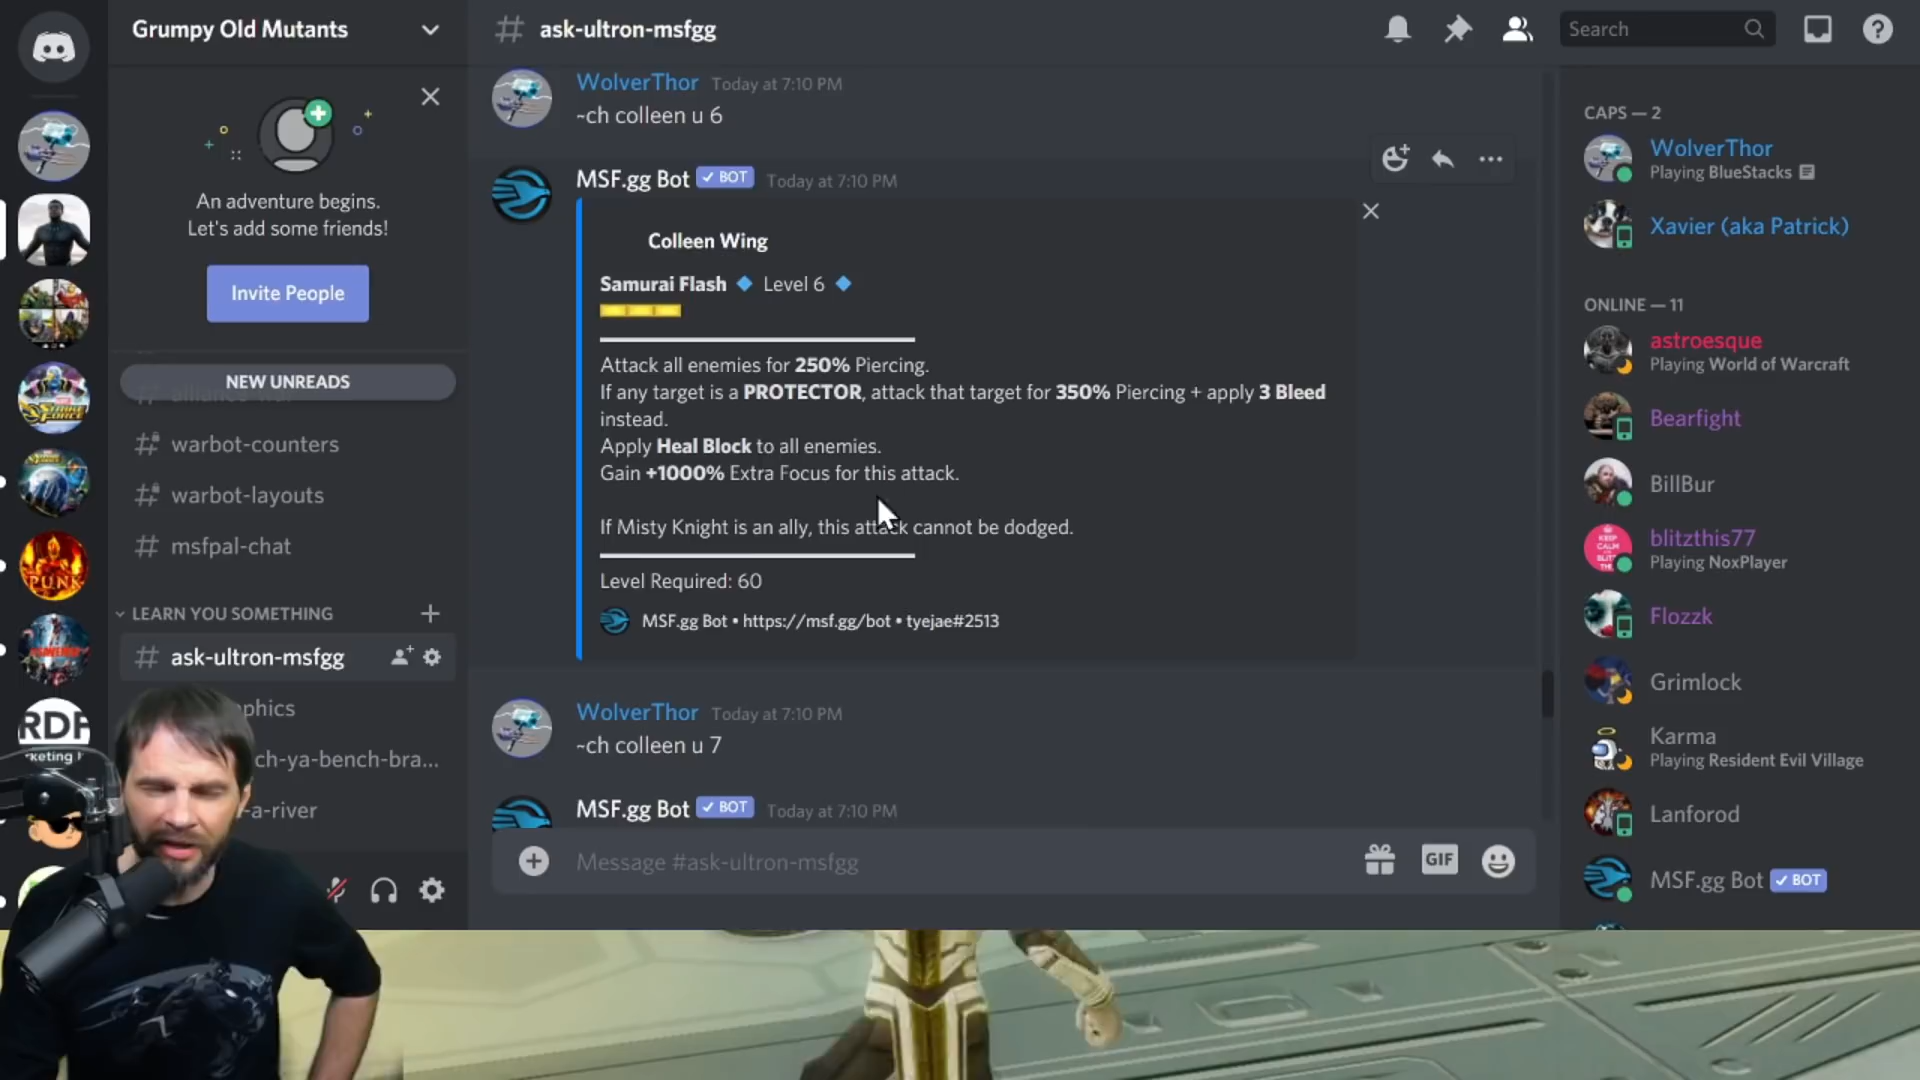 Grumpy Old Mutants
An adventure begins.
Let's add some friends!
Invite People
NEW UNREADS
warbot-counters
warbot-layouts
msfpal-chat
LEARN YOU SOMETHING
ask-ultron-msfgg
phics
ch-ya-bench-bra...
-a-river
RDF
keting
PUNK
ask-ultron-msfgg
Search
WolverThor Today at 7:10 PM
~ch colleen u 6
MSF.gg Bot BOT Today at 7:10 PM
Colleen Wing
Samurai Flash Level 6
Attack all enemies for 250% Piercing.
If any target is a PROTECTOR, attack that target for 350% Piercing + apply 3 Bleed
instead.
Apply Heal Block to all enemies.
Gain +1000% Extra Focus for this attack.
If Misty Knight is an ally, this attack cannot be dodged.
Level Required: 60
MSF.gg Bot • https://msf.gg/bot • tyejae#2513
WolverThor Today at 7:10 PM
~ch colleen u 7
MSF.gg Bot BOT Today at 7:10 PM
Message #ask-ultron-msfgg
GIF
CAPS — 2
WolverThor
Playing BlueStacks
Xavier (aka Patrick)
ONLINE — 11
astroesque
Playing World of Warcraft
Bearfight
BillBur
blitzthis77
Playing NoxPlayer
Flozzk
Grimlock
Karma
Playing Resident Evil Village
Lanforod
MSF.gg Bot BOT